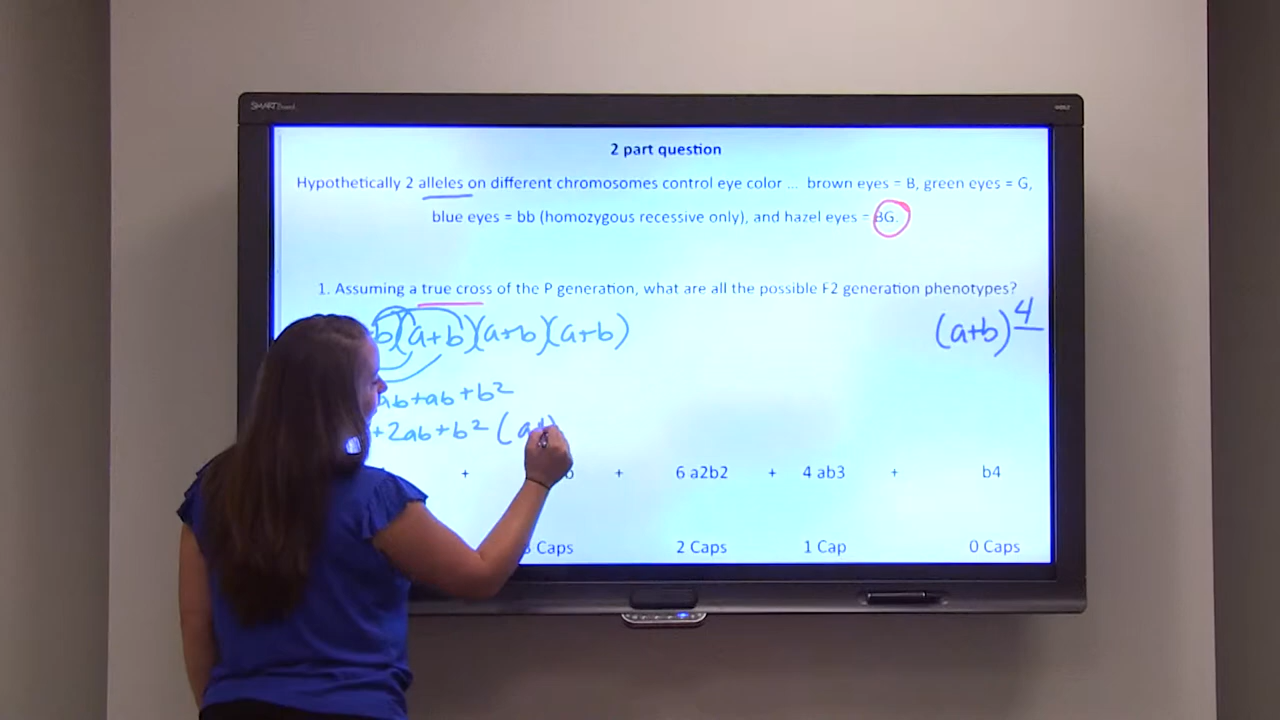 SMART Board
2 part question
Hypothetically 2 alleles on different chromosomes control eye color ... brown eyes = B, green eyes = G,
blue eyes = bb (homozygous recessive only), and hazel eyes = BG.
1. Assuming a true cross of the P generation, what are all the possible F2 generation phenotypes?
b)(a+b)(a+b)(a+b)
(a+b)^4
ab+ab+b²
+2ab+b² (a+
+ b + 6 a2b2 + 4 ab3 + b4
Caps 2 Caps 1 Cap 0 Caps